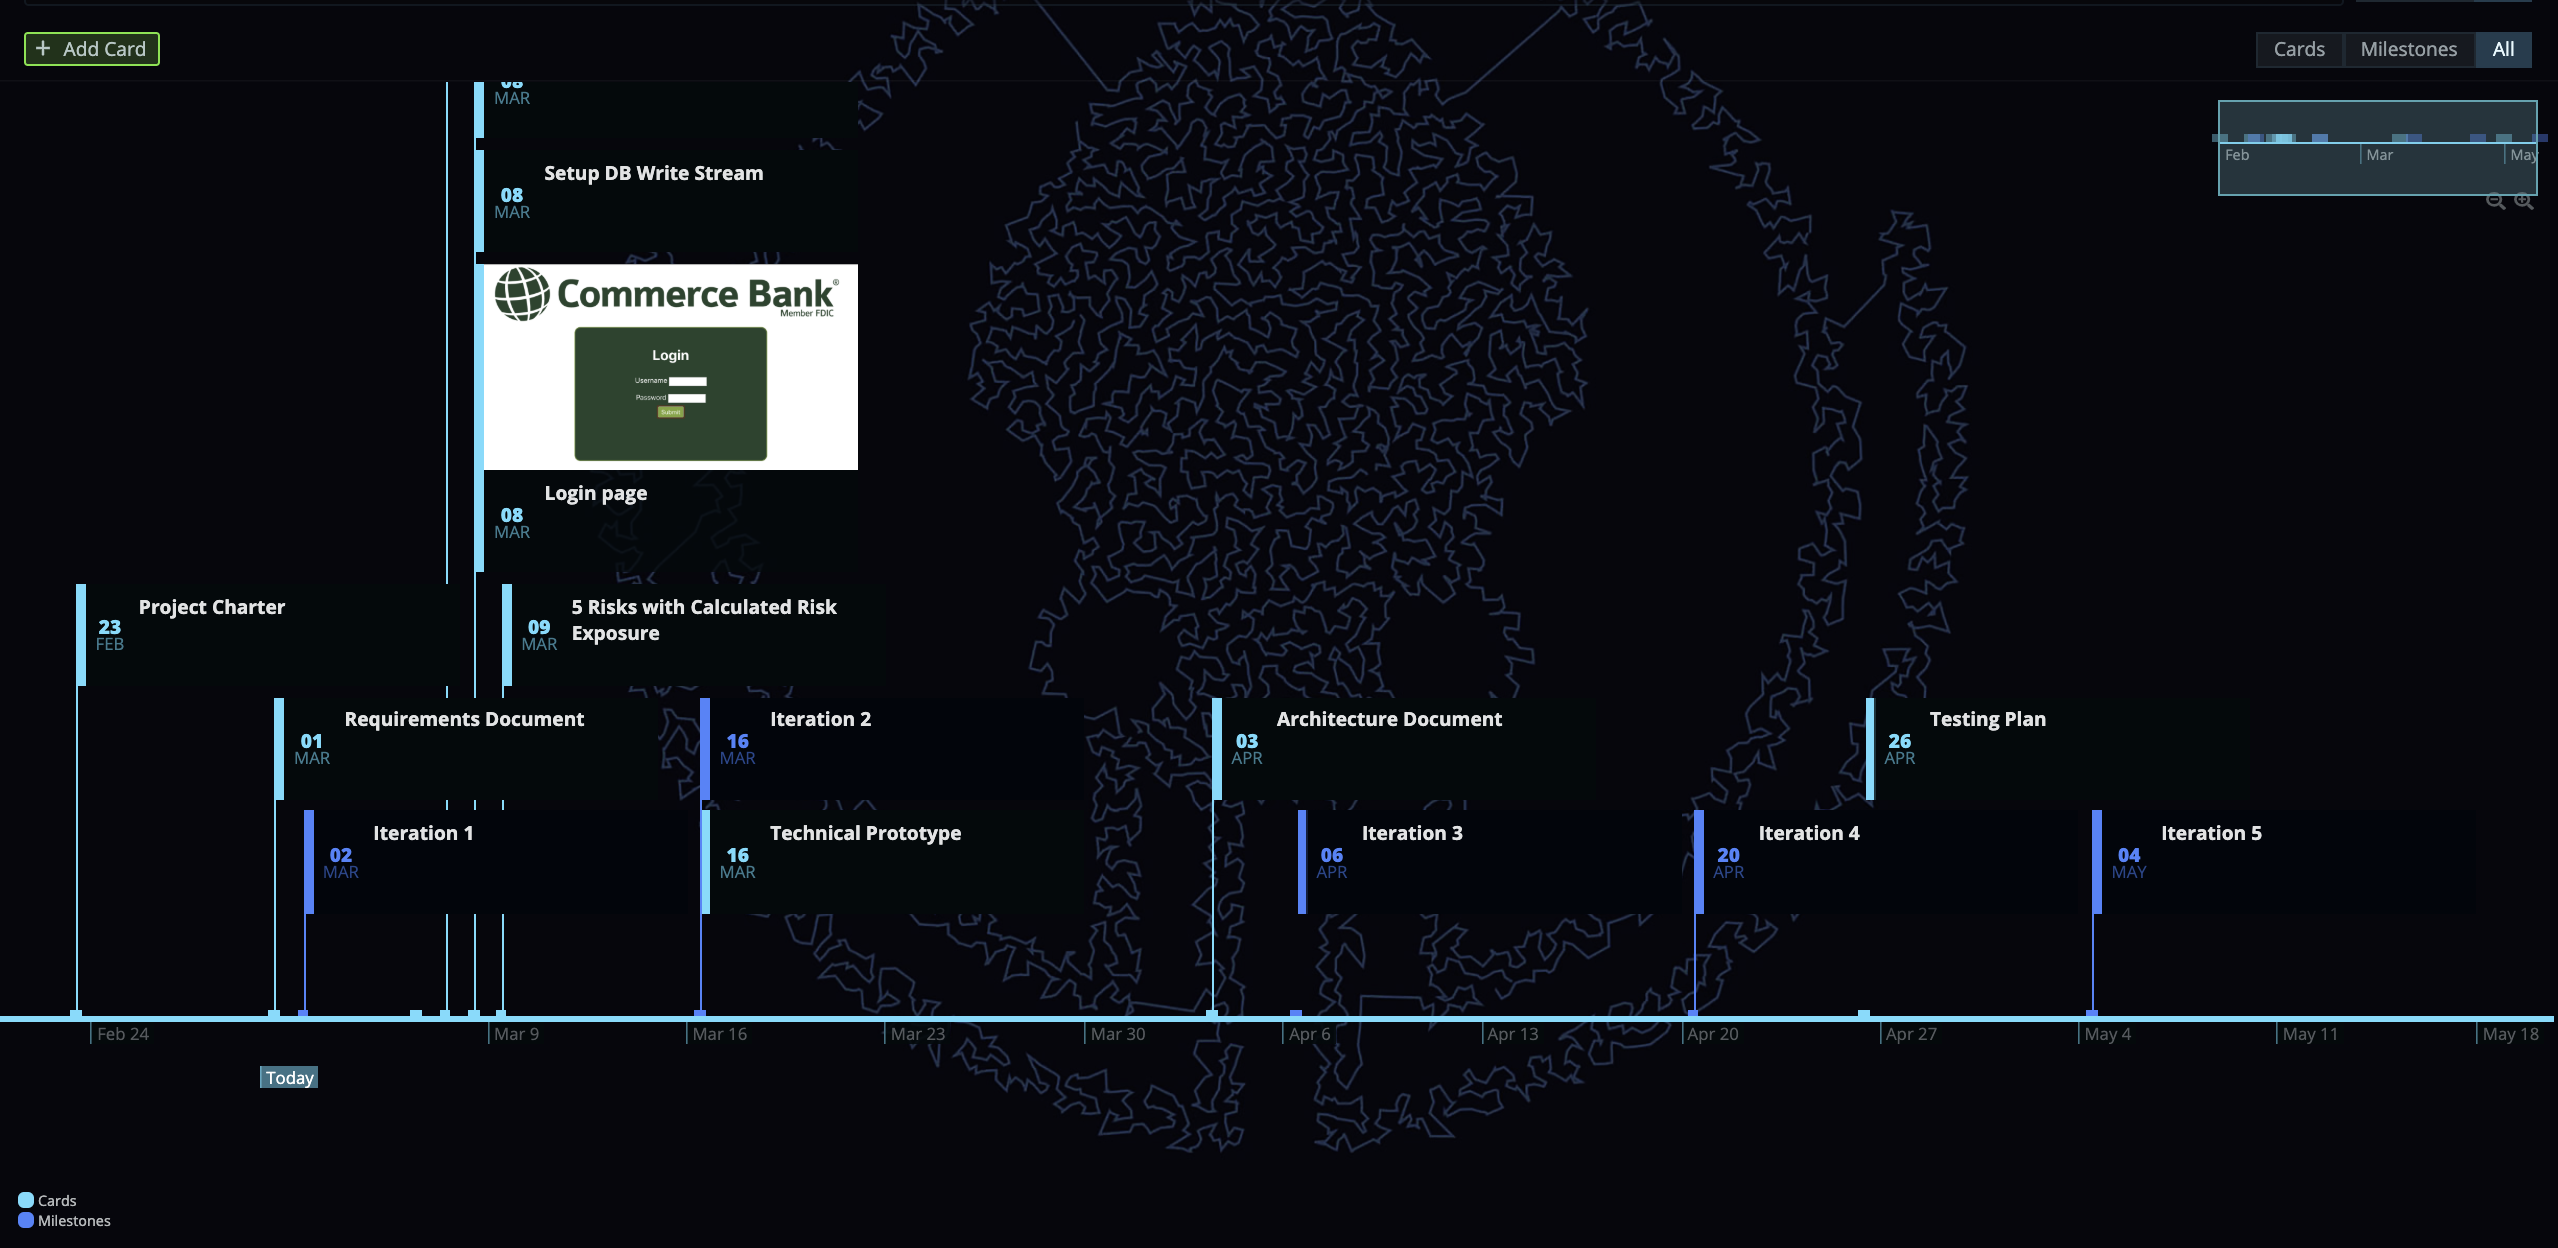 + Add Card
Cards
Milestones
All
Feb
Mar
May
08
MAR
Setup DB Write Stream
08
MAR
Commerce Bank®
Member FDIC
Login
Username
Password
Submit
Login page
08
MAR
Project Charter
23
FEB
5 Risks with Calculated Risk
Exposure
09
MAR
Requirements Document
01
MAR
Iteration 2
16
MAR
Architecture Document
03
APR
Testing Plan
26
APR
Iteration 1
02
MAR
Technical Prototype
16
MAR
Iteration 3
06
APR
Iteration 4
20
APR
Iteration 5
04
MAY
Feb 24
Mar 9
Mar 16
Mar 23
Mar 30
Apr 6
Apr 13
Apr 20
Apr 27
May 4
May 11
May 18
Today
Cards
Milestones